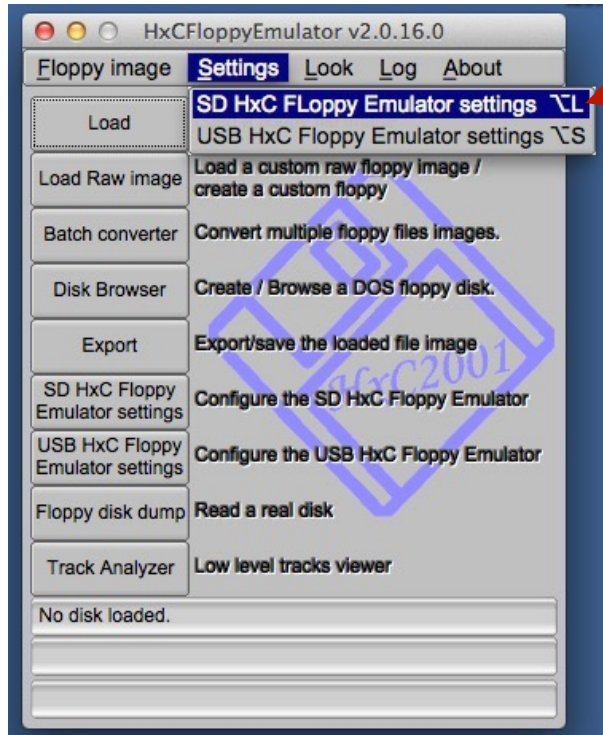 HxCFloppyEmulator v2.0.16.0
Floppy image Settings Look Log About
SD HxC FLoppy Emulator settings ⌥L
USB HxC Floppy Emulator settings ⌥S
Load
Load Raw image
Load a custom raw floppy image /
create a custom floppy
Batch converter
Convert multiple floppy files images.
Disk Browser
Create / Browse a DOS floppy disk.
Export
Export/save the loaded file image
SD HxC Floppy
Emulator settings
Configure the SD HxC Floppy Emulator
USB HxC Floppy
Emulator settings
Configure the USB HxC Floppy Emulator
Floppy disk dump
Read a real disk
Track Analyzer
Low level tracks viewer
HxC2001
No disk loaded.